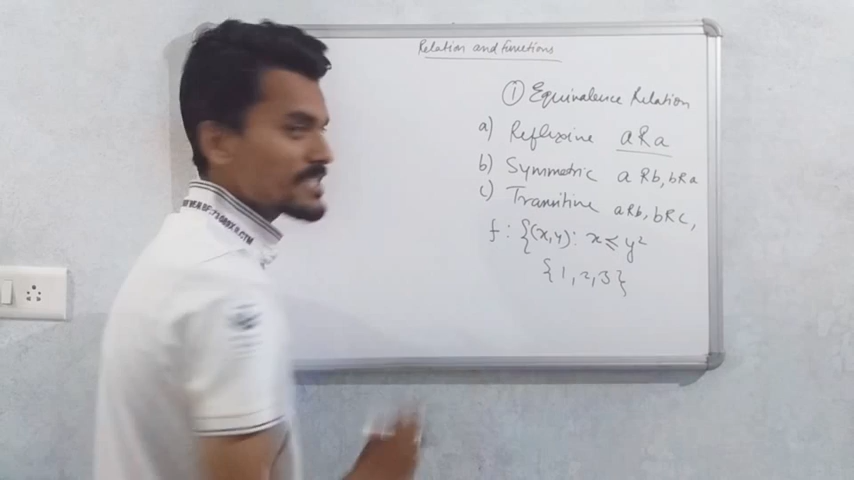 Relation and functions
① Equivalence Relation
a) Reflexive aRa
b) Symmetric aRb, bRa
c) Transitive aRb, bRc,
f: {(x,y): x ≤ y²
{1,2,3}